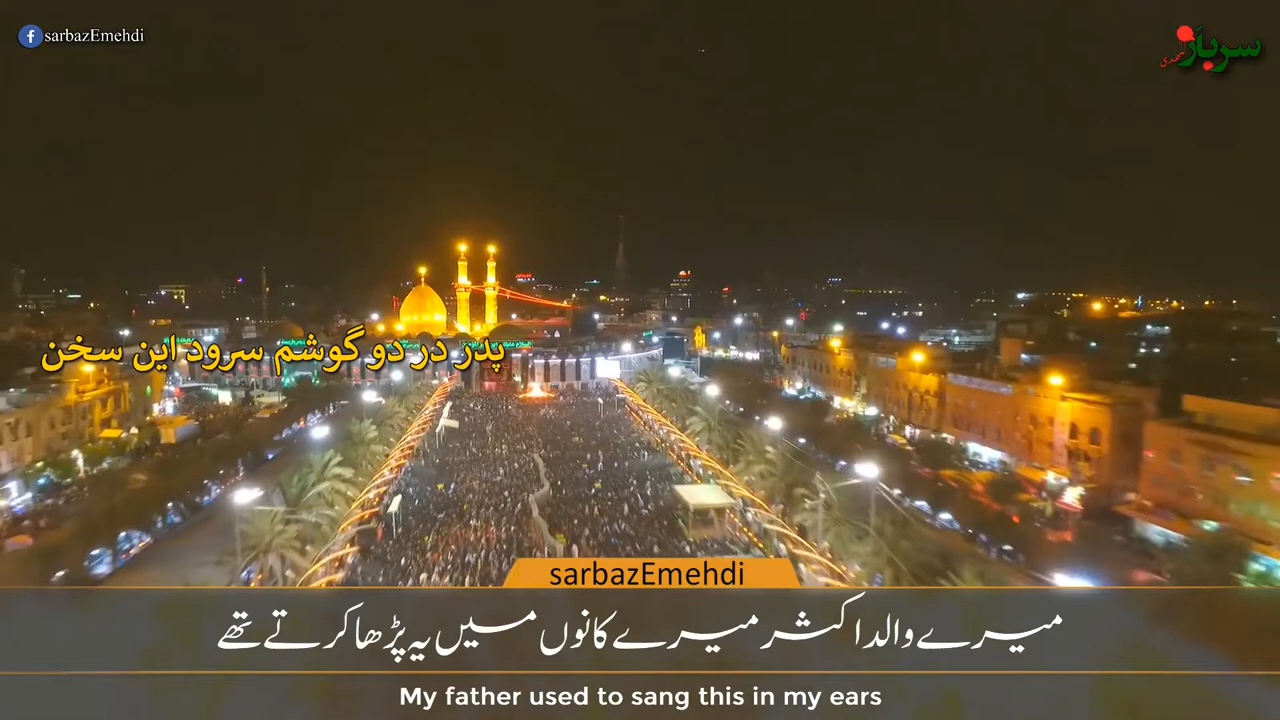 sarbazEmehdi
سرباز مهدی
پدر در دو گوشم سرود این سخن
sarbazEmehdi
میرے والد اکثر میرے کانوں میں یہ پڑھا کرتے تھے
My father used to sang this in my ears